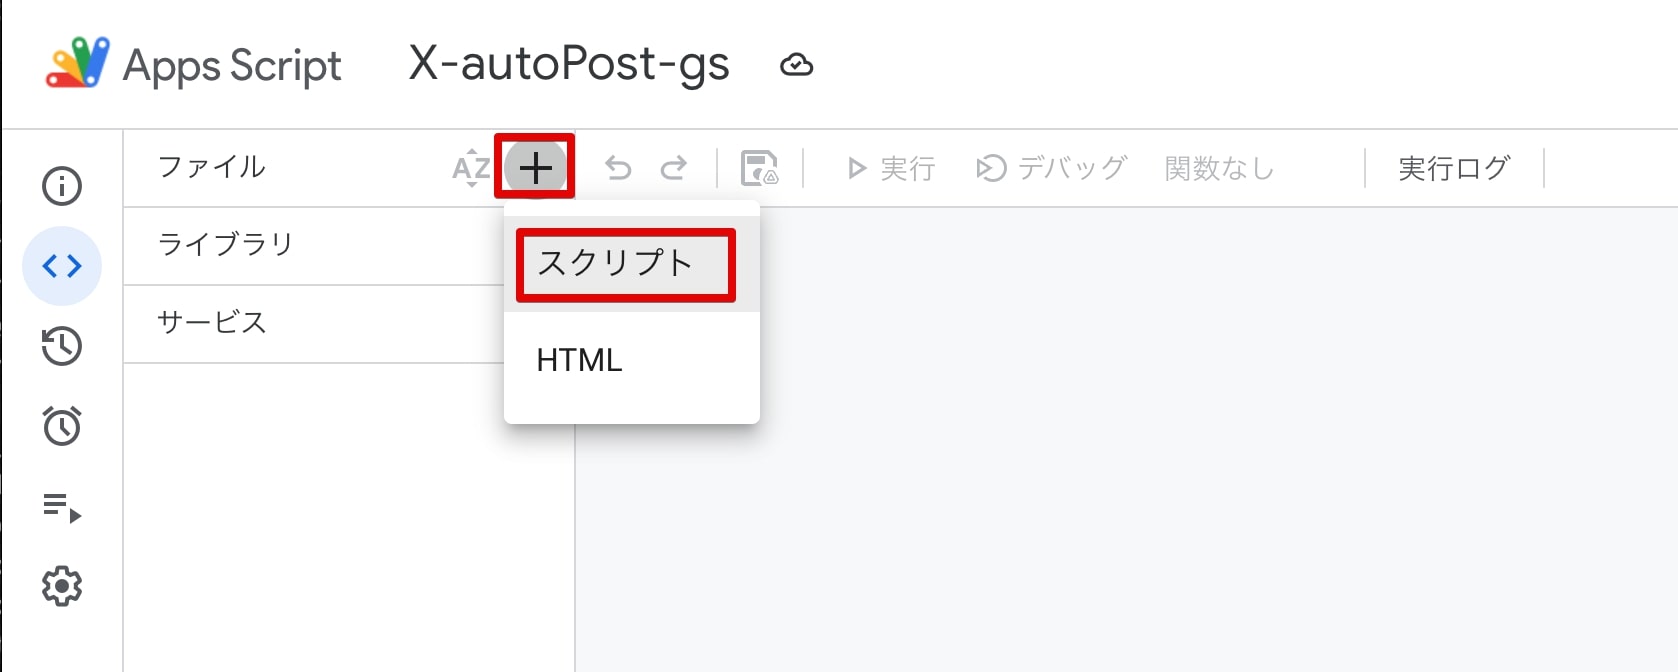 Apps Script X-autoPost-gs
ファイル AZ 実行 デバッグ 関数なし 実行ログ
ライブラリ
スクリプト
サービス
HTML